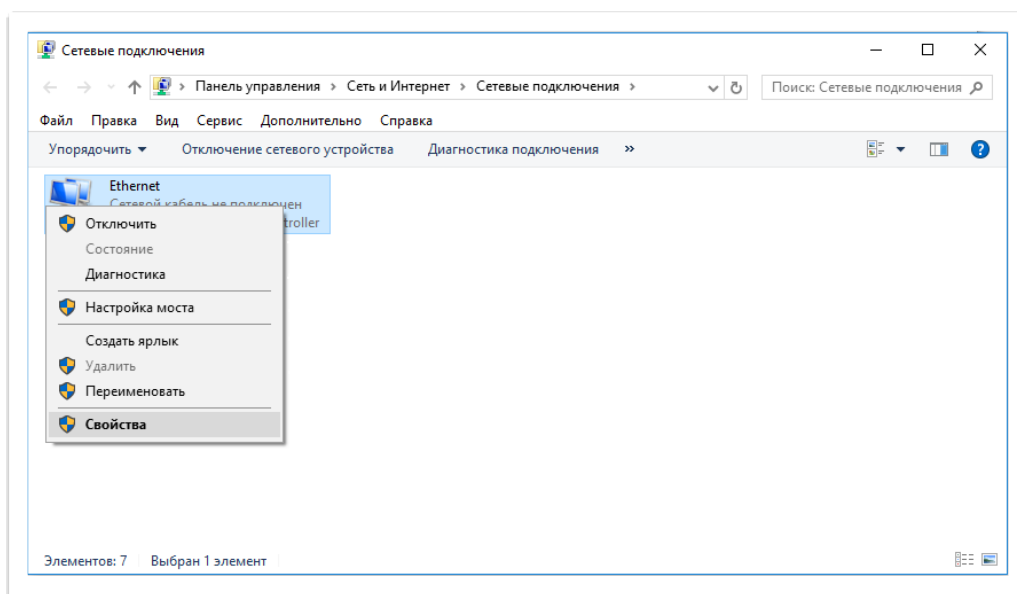 Сетевые подключения
Панель управления › Сеть и Интернет › Сетевые подключения ›
Поиск: Сетевые подключения
Файл Правка Вид Сервис Дополнительно Справка
Упорядочить Отключение сетевого устройства Диагностика подключения »
Ethernet
Сетевой кабель не подключен
troller
Отключить
Состояние
Диагностика
Настройка моста
Создать ярлык
Удалить
Переименовать
Свойства
Элементов: 7 Выбран 1 элемент